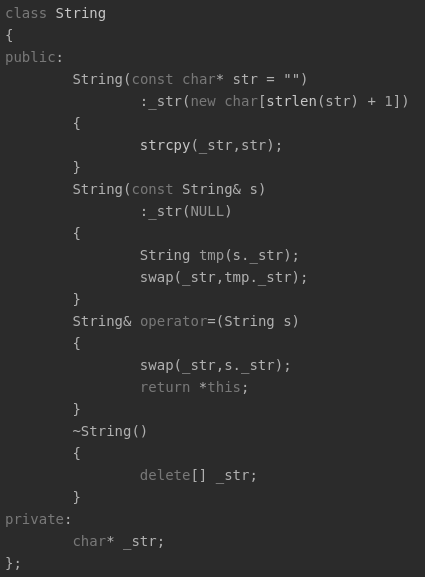 class String
{
public:
        String(const char* str = "")
                :_str(new char[strlen(str) + 1])
        {
                strcpy(_str,str);
        }
        String(const String& s)
                :_str(NULL)
        {
                String tmp(s._str);
                swap(_str,tmp._str);
        }
        String& operator=(String s)
        {
                swap(_str,s._str);
                return *this;
        }
        ~String()
        {
                delete[] _str;
        }
private:
        char* _str;
};